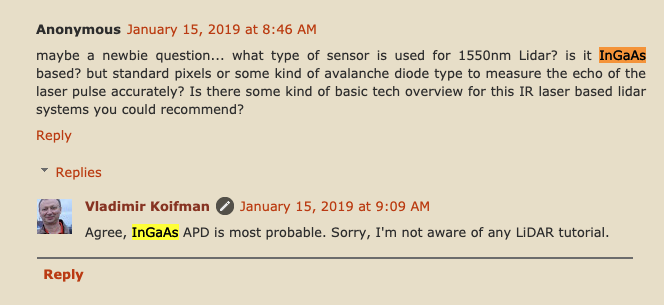 Anonymous January 15, 2019 at 8:46 AM
maybe a newbie question... what type of sensor is used for 1550nm Lidar? is it InGaAs
based? but standard pixels or some kind of avalanche diode type to measure the echo of the
laser pulse accurately? Is there some kind of basic tech overview for this IR laser based lidar
systems you could recommend?
Reply
Replies
Vladimir Koifman January 15, 2019 at 9:09 AM
Agree, InGaAs APD is most probable. Sorry, I'm not aware of any LiDAR tutorial.
Reply